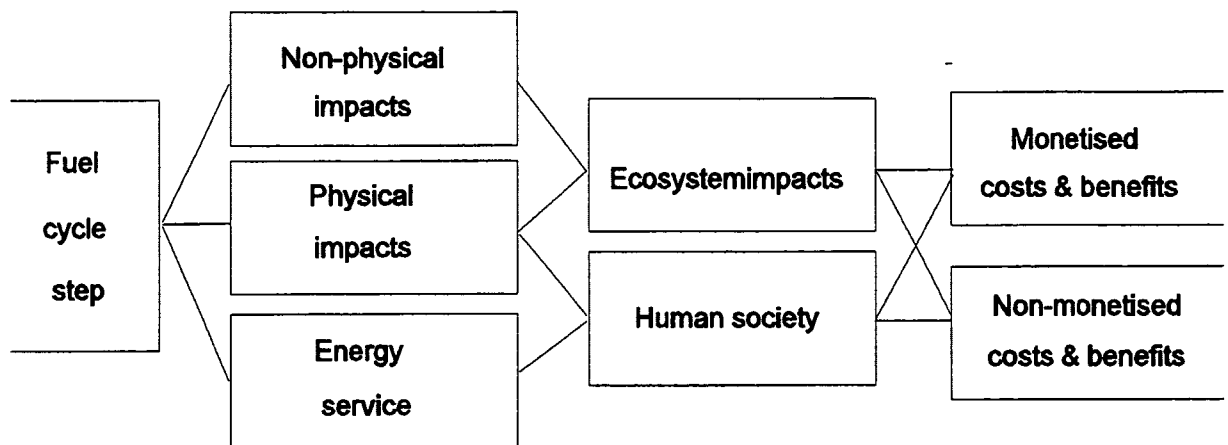 Fuel
cycle
step
Non-physical
impacts
Physical
impacts
Energy
service
Ecosystemimpacts
Human society
Monetised
costs & benefits
Non-monetised
costs & benefits